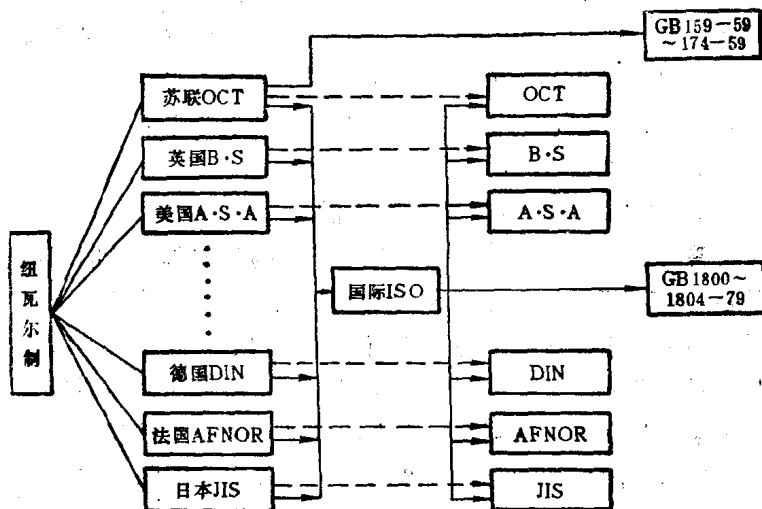 GB 159-59
~174-59
苏联OCT
OCT
英国B·S
B·S
美国A·S·A
A·S·A
纽瓦尔制
国际ISO
GB 1800~
1804-79
德国DIN
DIN
法国AFNOR
AFNOR
日本JIS
JIS